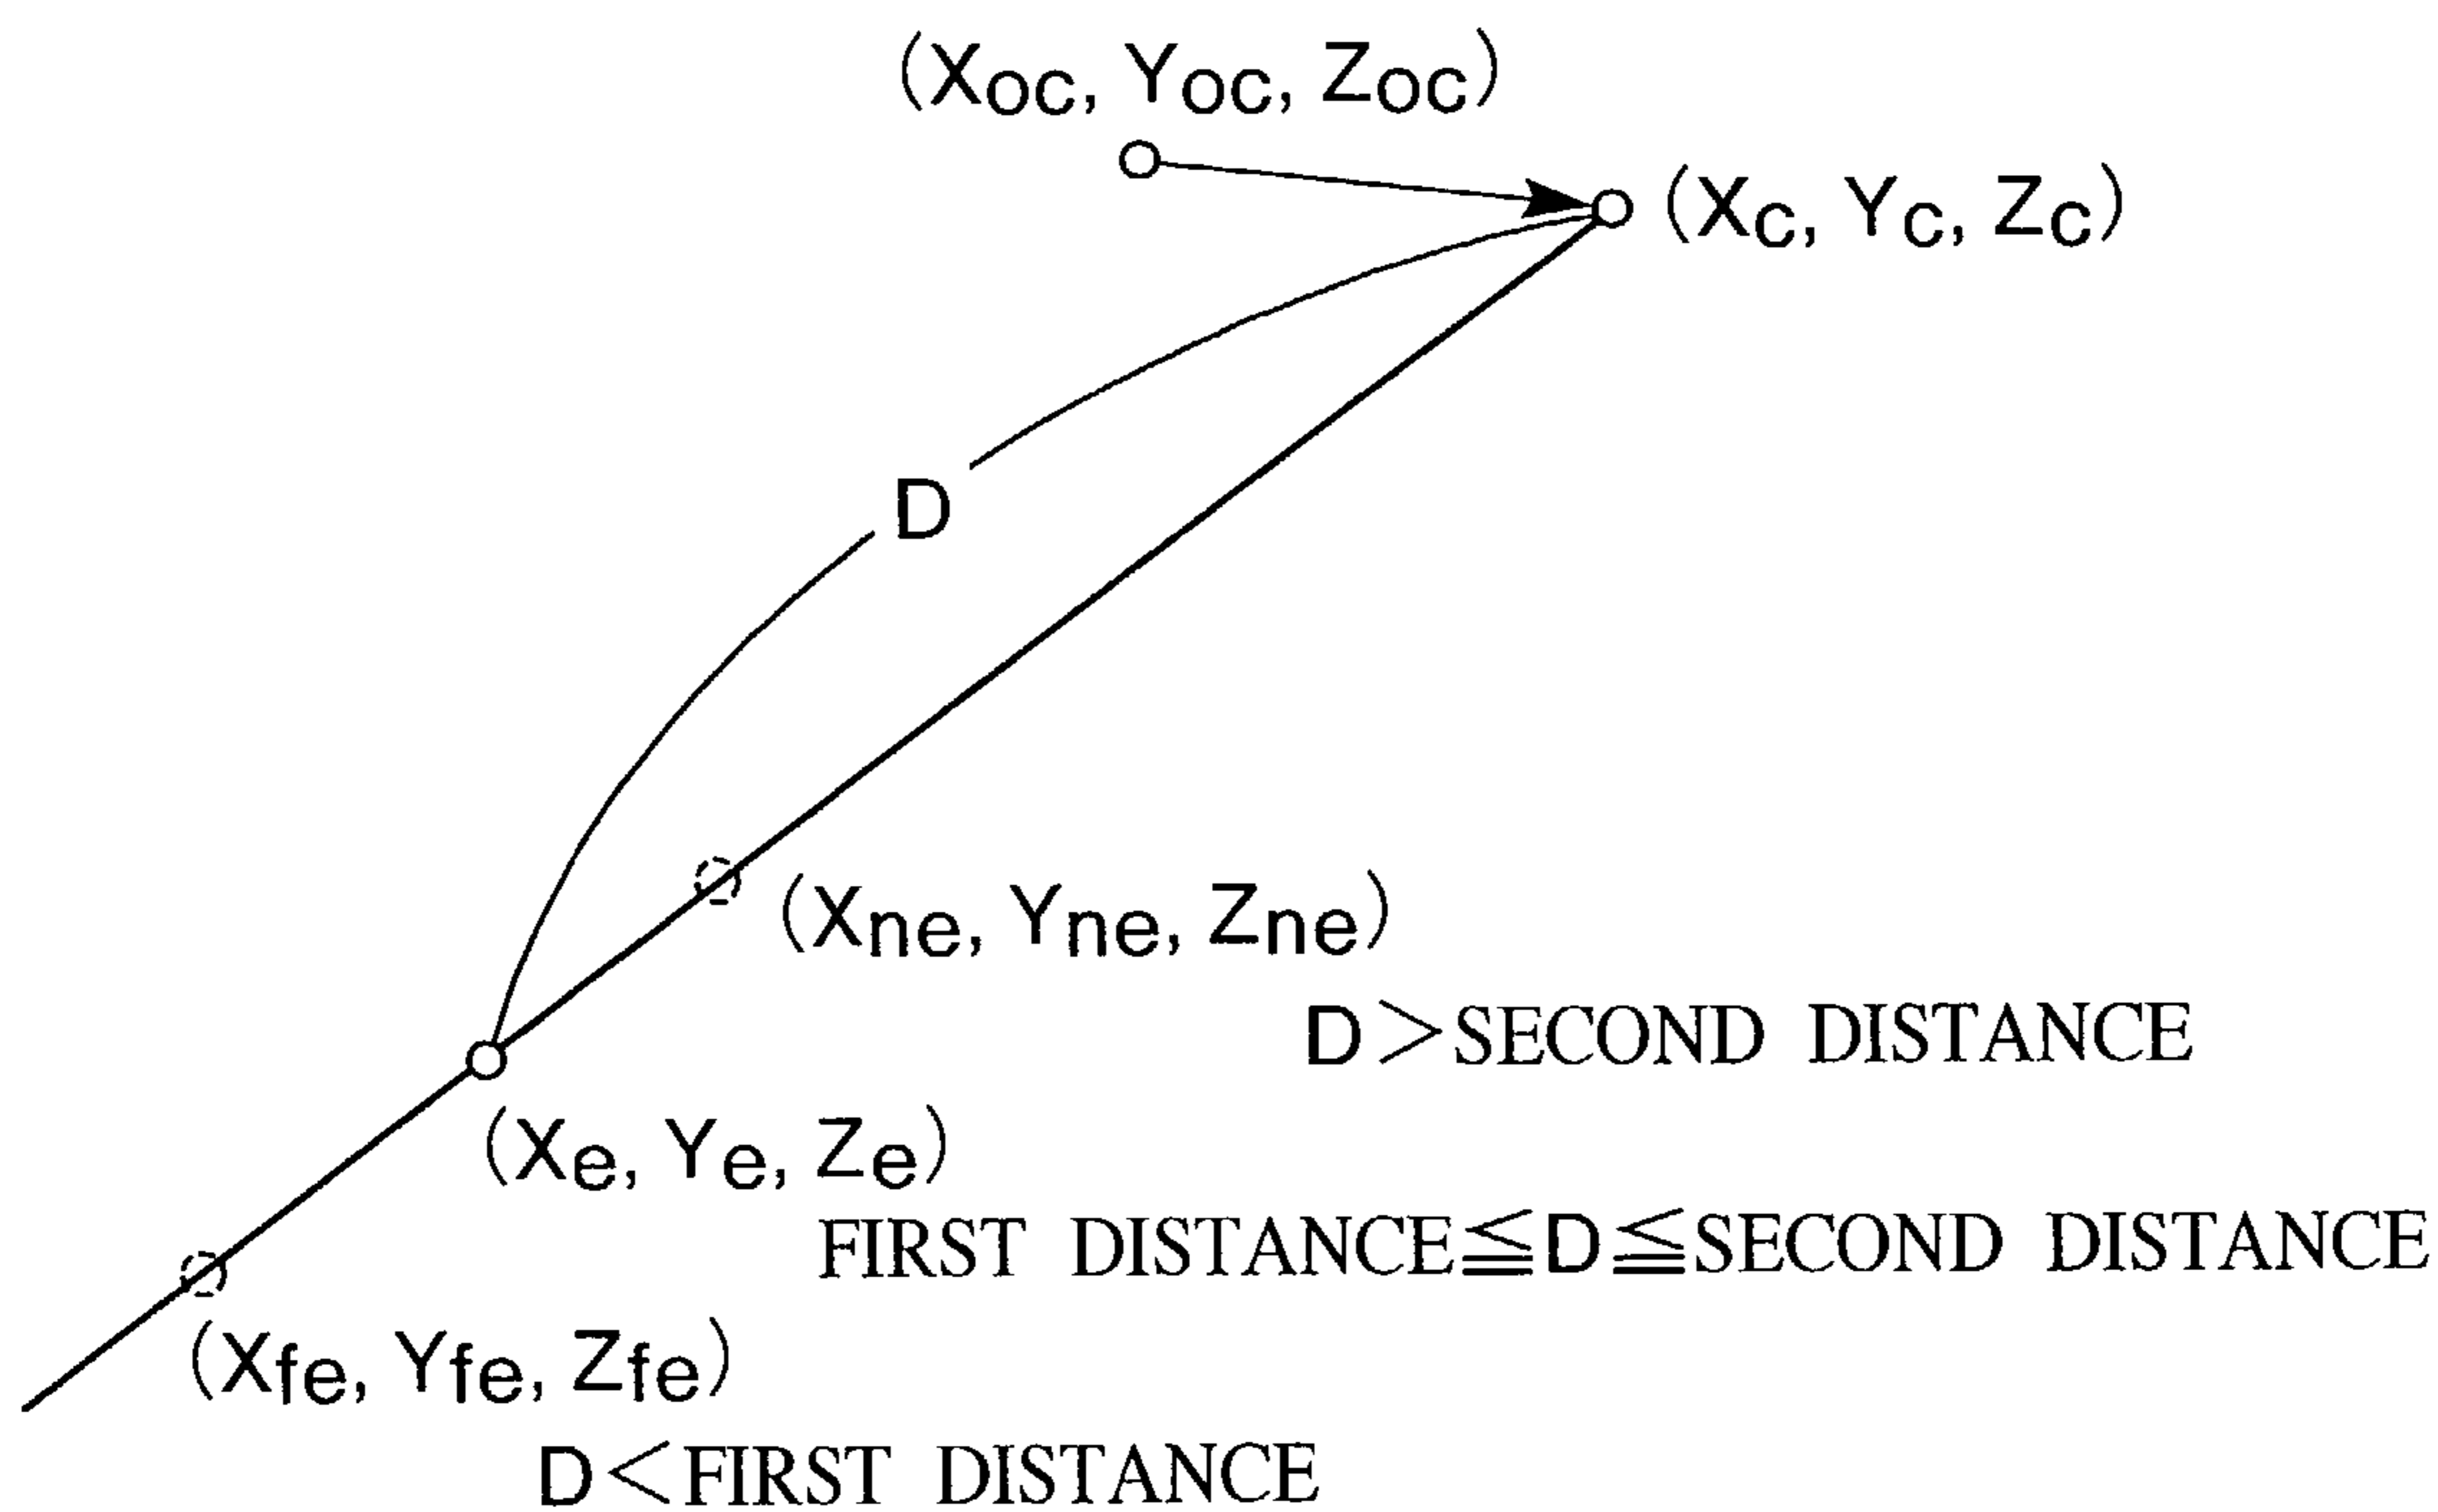 (XOC, YOC, ZOC)
(XC, YC, ZC)
D
(Xne, Yne, Zne)
D>SECOND DISTANCE
(Xe, Ye, Ze)
FIRST DISTANCE≦D≦SECOND DISTANCE
(Xfe, Yfe, Zfe)
D<FIRST DISTANCE